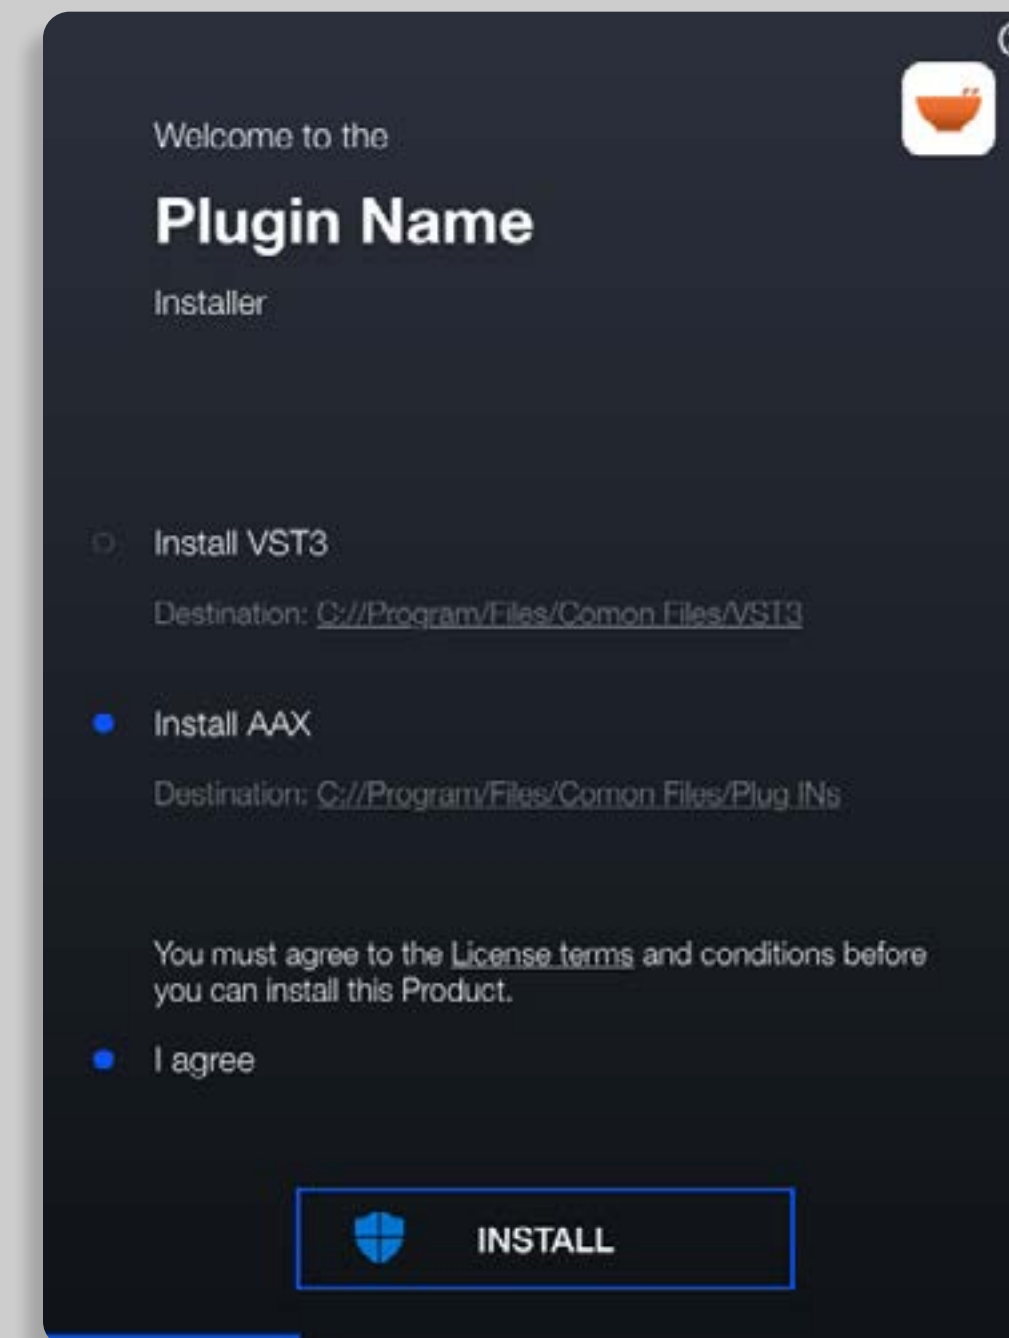 Welcome to the
Plugin Name
Installer
Install VST3
Destination: C://Program/Files/Comon Files/VST3
Install AAX
Destination: C://Program/Files/Comon Files/Plug INs
You must agree to the License terms and conditions before
you can install this Product.
I agree
INSTALL